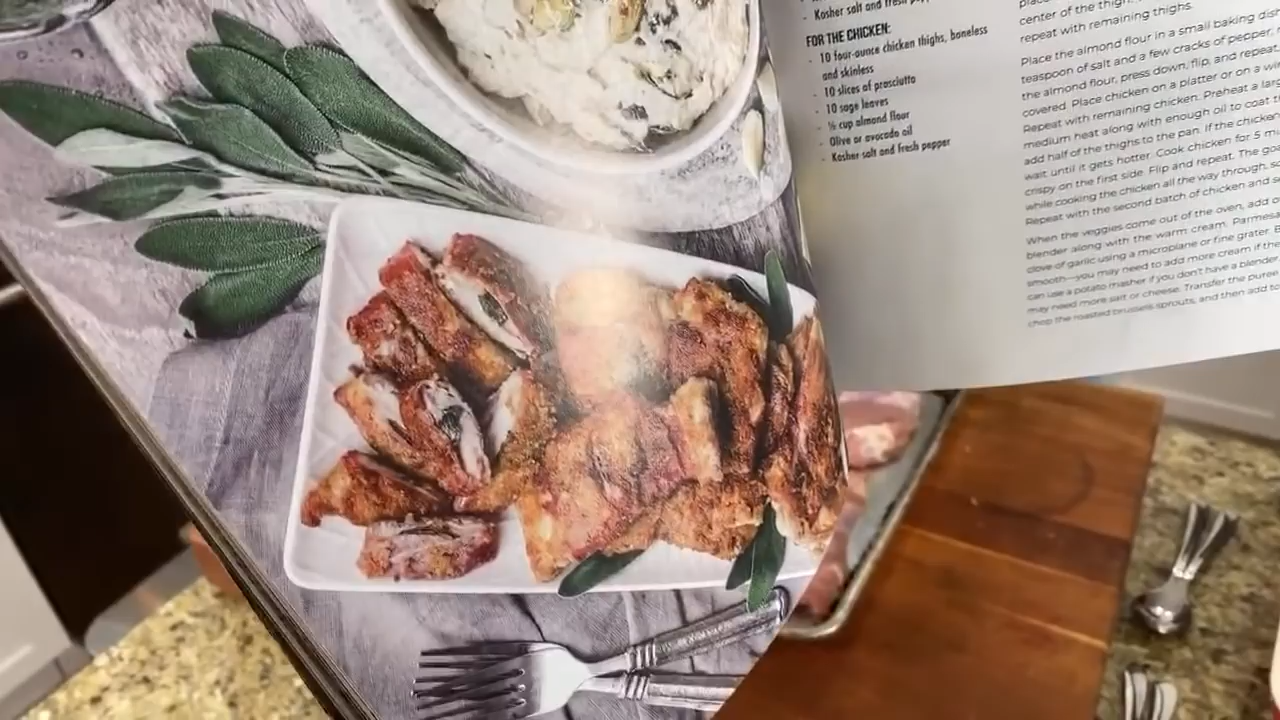 Kosher salt and fresh
FOR THE CHICKEN:
- 10 four-ounce chicken thighs, boneless
and skinless
- 10 slices of prosciutto
- 10 sage leaves
- ½ cup almond flour
- Olive or avocado oil
- Kosher salt and fresh pepper
center of the thigh
repeat with remaining thighs.
Place the almond flour in a small baking dish
teaspoon of salt and a few cracks of pepper,
the almond flour, press down, flip, and repeat
covered. Place chicken on a platter or on a
Repeat with remaining chicken. Preheat a
medium heat along with enough oil to coat
add half of the thighs to the pan. If the chicken
wait until it gets hotter. Cook chicken for 5
crispy on the first side. Flip and repeat. The
while cooking the chicken all the way through,
Repeat with the second batch of chicken and
When the veggies come out of the oven, add
blender along with the warm cream,
clove of garlic using a microplane or fine grater.
smooth—you may need to add more cream if the
can use a potato masher if you don't have a blender
may need more salt or cheese. Transfer the
chop the roasted brussels sprouts, and then add to